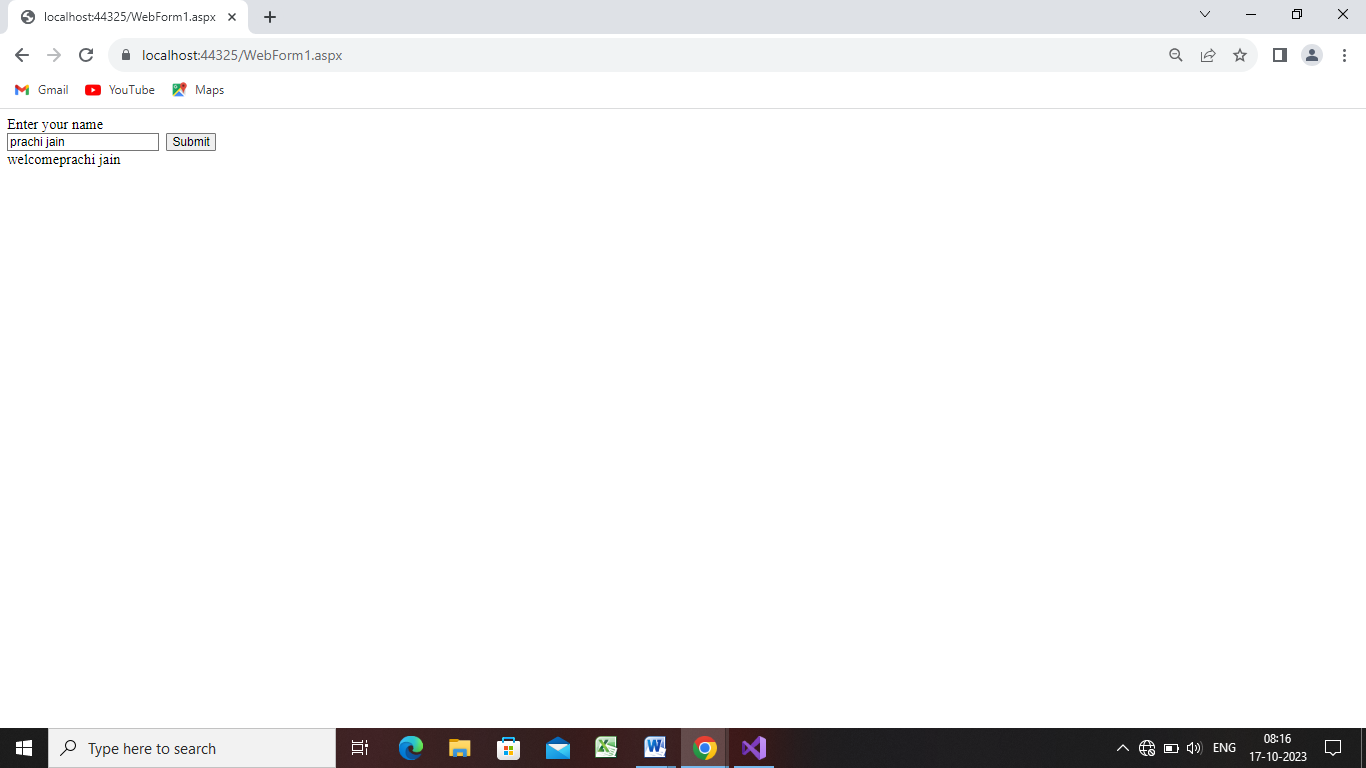 localhost:44325/WebForm1.aspx
localhost:44325/WebForm1.aspx
Gmail YouTube Maps
Enter your name
prachi jain Submit
welcomeprachi jain
Type here to search
ENG
08:16
17-10-2023